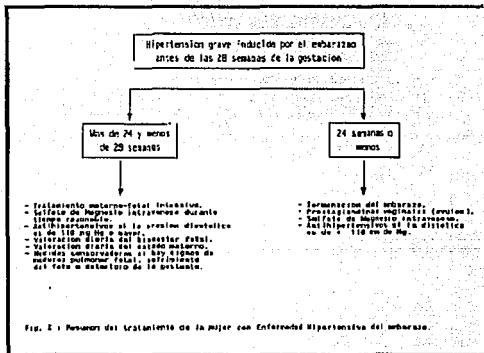 Hipertension grave inducida por el embarazo
antes de las 28 semanas de la gestacion
Mas de 24 y menos
de 28 semanas
24 semanas o
menos
- Tratamiento materno-fetal intensivo.
- Sulfato de Magnesio intravenoso durante
tiempo razonable.
- Antihipertensivos si la presion diastolica
es de 110 mg Hg o mayor.
- Valoracion diaria del bienestar fetal.
- Valoracion diaria del estado materno.
- Medidas conservadoras si hay signos de
madurez pulmonar fetal, sufrimiento
del feto o deterioro de la gestante.
- Terminacion del embarazo.
- Prostaglandinas vaginales
- Sulfato de Magnesio intravenoso.
- Antihipertensivos si la distolica
es de 110 mm de Hg.
Fig. 2 : Resumen del tratamiento de la mujer con Enfermedad Hipertensiva del embarazo.